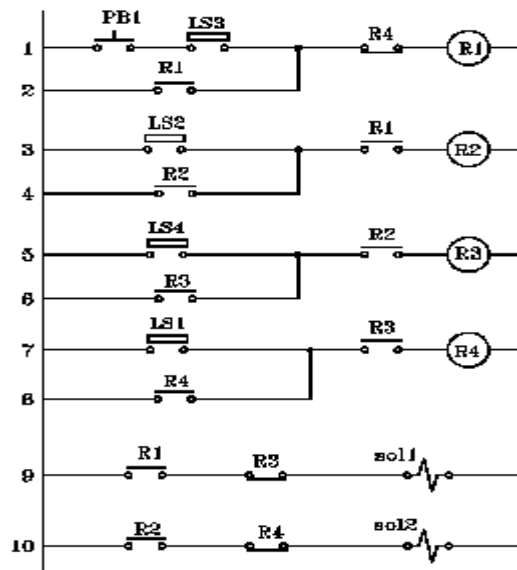 PB1 LS3 R4
1 R1
R1
2
LS2 R1
3 R2
R2
4
LS4 R2
5 R3
R3
6
LS1 R3
7 R4
R4
8
R1 R3 sol1
9
R2 R4 sol2
10